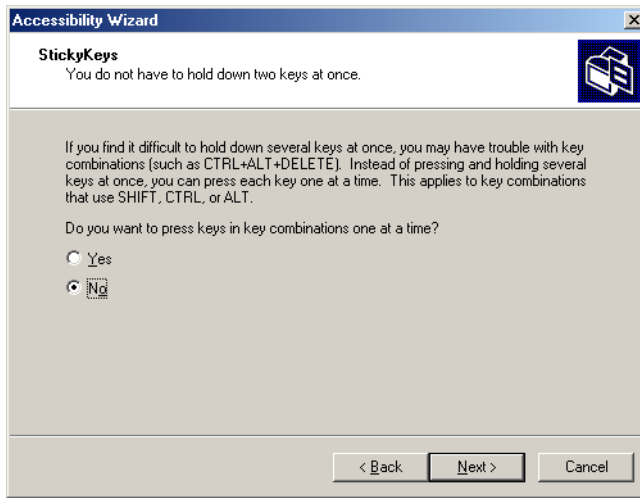 Accessibility Wizard
StickyKeys
You do not have to hold down two keys at once.
If you find it difficult to hold down several keys at once, you may have trouble with key
combinations (such as CTRL+ALT+DELETE). Instead of pressing and holding several
keys at once, you can press each key one at a time. This applies to key combinations
that use SHIFT, CTRL, or ALT.
Do you want to press keys in key combinations one at a time?
Yes
No
< Back Next > Cancel